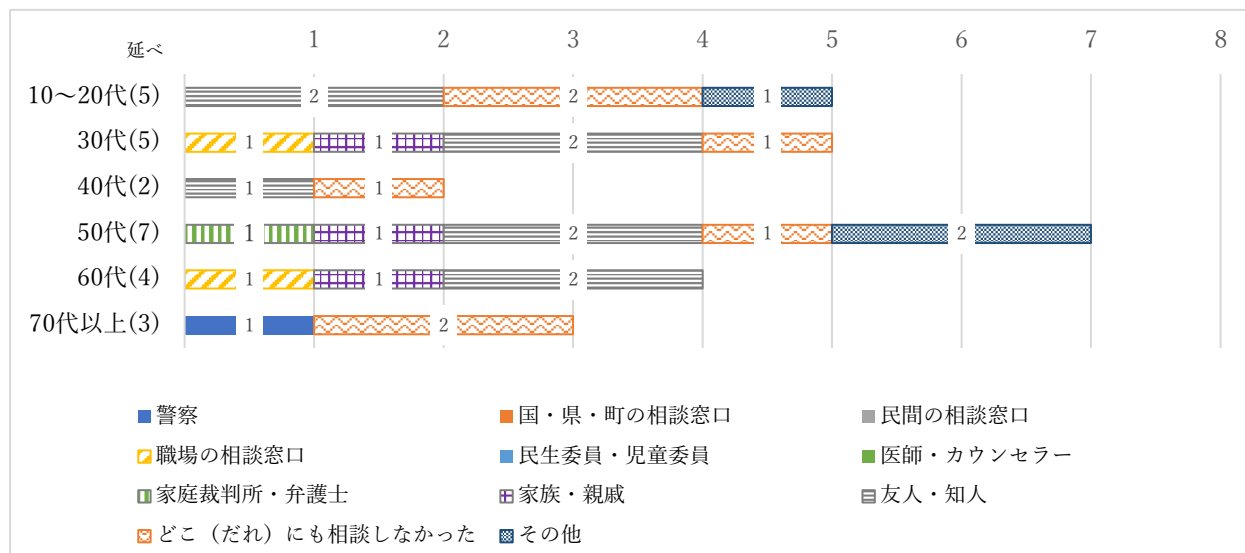 延べ 1 2 3 4 5 6 7 8
10～20代(5) 2 2 1
30代(5) 1 1 2 1
40代(2) 1 1
50代(7) 1 1 2 1 2
60代(4) 1 1 2
70代以上(3) 1 2
警察 国・県・町の相談窓口 民間の相談窓口
職場の相談窓口 民生委員・児童委員 医師・カウンセラー
家庭裁判所・弁護士 家族・親戚 友人・知人
どこ（だれ）にも相談しなかった その他